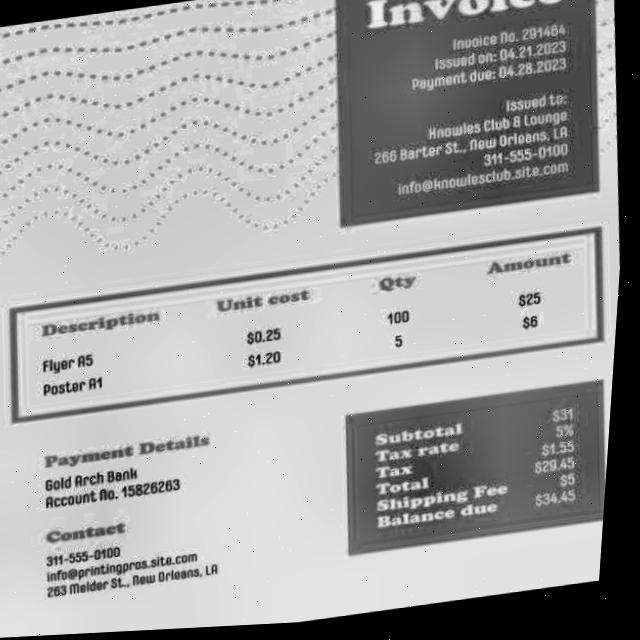 Invoice
Invoice No. 291464
Issued on: 04.21.2023
Payment due: 04.28.2023
Issued to:
Knowles Club & Lounge
266 Barter St., New Orleans, LA
311-555-0100
info@knowlesclub.site.com
Description Unit cost Qty Amount
Flyer A5 $0.25 100 $25
Poster A1 $1.20 5 $6
Payment Details
Gold Arch Bank
Account No. 15826263
Contact
311-555-0100
info@printingpros.site.com
263 Melder St., New Orleans, LA
Subtotal $31
Tax rate 5%
Tax $1.55
Total $29.45
Shipping Fee $5
Balance due $34.45